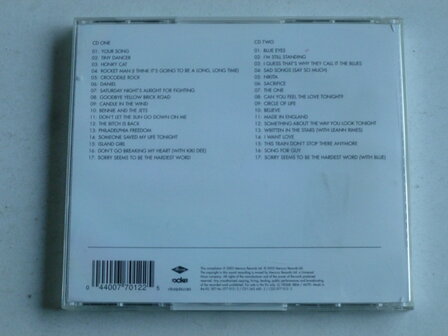 CD ONE
01. YOUR SONG
02. TINY DANCER
03. HONKY CAT
04. ROCKET MAN (I THINK IT'S GOING TO BE A LONG, LONG TIME)
05. CROCODILE ROCK
06. DANIEL
07. SATURDAY NIGHT'S ALRIGHT FOR FIGHTING
08. GOODBYE YELLOW BRICK ROAD
09. CANDLE IN THE WIND
10. BENNIE AND THE JETS
11. DON'T LET THE SUN GO DOWN ON ME
12. THE BITCH IS BACK
13. PHILADELPHIA FREEDOM
14. SOMEONE SAVED MY LIFE TONIGHT
15. ISLAND GIRL
16. DON'T GO BREAKING MY HEART (WITH KIKI DEE)
17. SORRY SEEMS TO BE THE HARDEST WORD
CD TWO
01. BLUE EYES
02. I'M STILL STANDING
03. I GUESS THAT'S WHY THEY CALL IT THE BLUES
04. SAD SONGS (SAY SO MUCH)
05. NIKITA
06. SACRIFICE
07. THE ONE
08. CAN YOU FEEL THE LOVE TONIGHT?
09. CIRCLE OF LIFE
10. BELIEVE
11. MADE IN ENGLAND
12. SOMETHING ABOUT THE WAY YOU LOOK TONIGHT
13. WRITTEN IN THE STARS (WITH LEANN RIMES)
14. I WANT LOVE
15. THIS TRAIN DON'T STOP THERE ANYMORE
16. SONG FOR GUY
17. SORRY SEEMS TO BE THE HARDEST WORD (WITH BLUE)
0 44007 70122 5